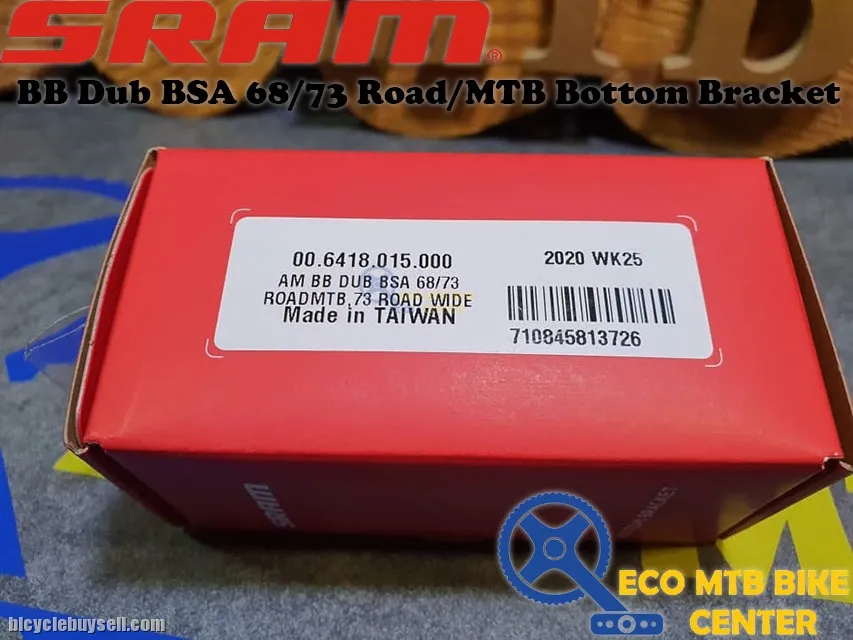 SRAM®
BB Dub BSA 68/73 Road/MTB Bottom Bracket
00.6418.015.000
2020 WK25
AM BB DUB BSA 68/73
ROADMTB,73 ROAD WIDE
Made in TAIWAN
710845813726
SRAM
BRACKET
ECO MTB BIKE
CENTER
bicyclebuysell.com